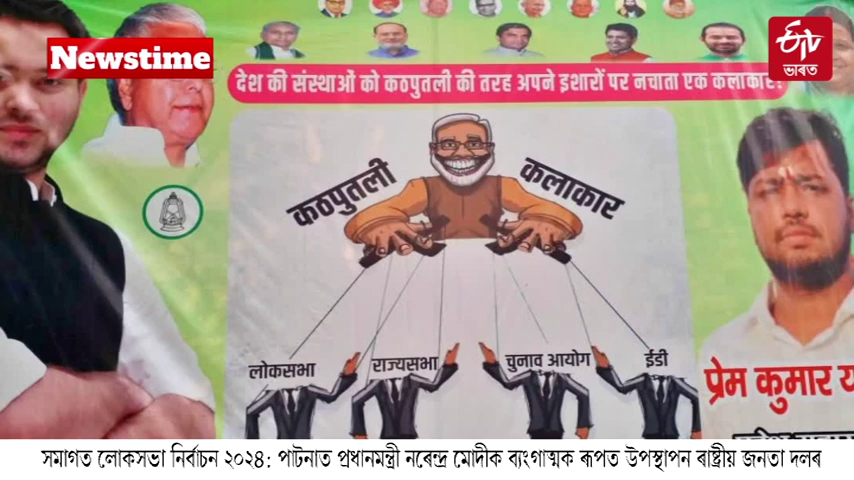 Newstime
ETV
ভাৰত
देश की संस्थाओं को कठपुतली की तरह अपने इशारों पर नचाता एक कलाकार!
कठपुतली
कलाकार
लोकसभा
राज्यसभा
चुनाव आयोग
ईडी
प्रेम कुमार
সমাগত লোকসভা নিৰ্বাচন ২০২৪: পাটনাত প্ৰধানমন্ত্ৰী নৰেন্দ্ৰ মোদীক ব্যংগাত্মক ৰূপত উপস্থাপন ৰাষ্ট্ৰীয় জনতা দলৰ